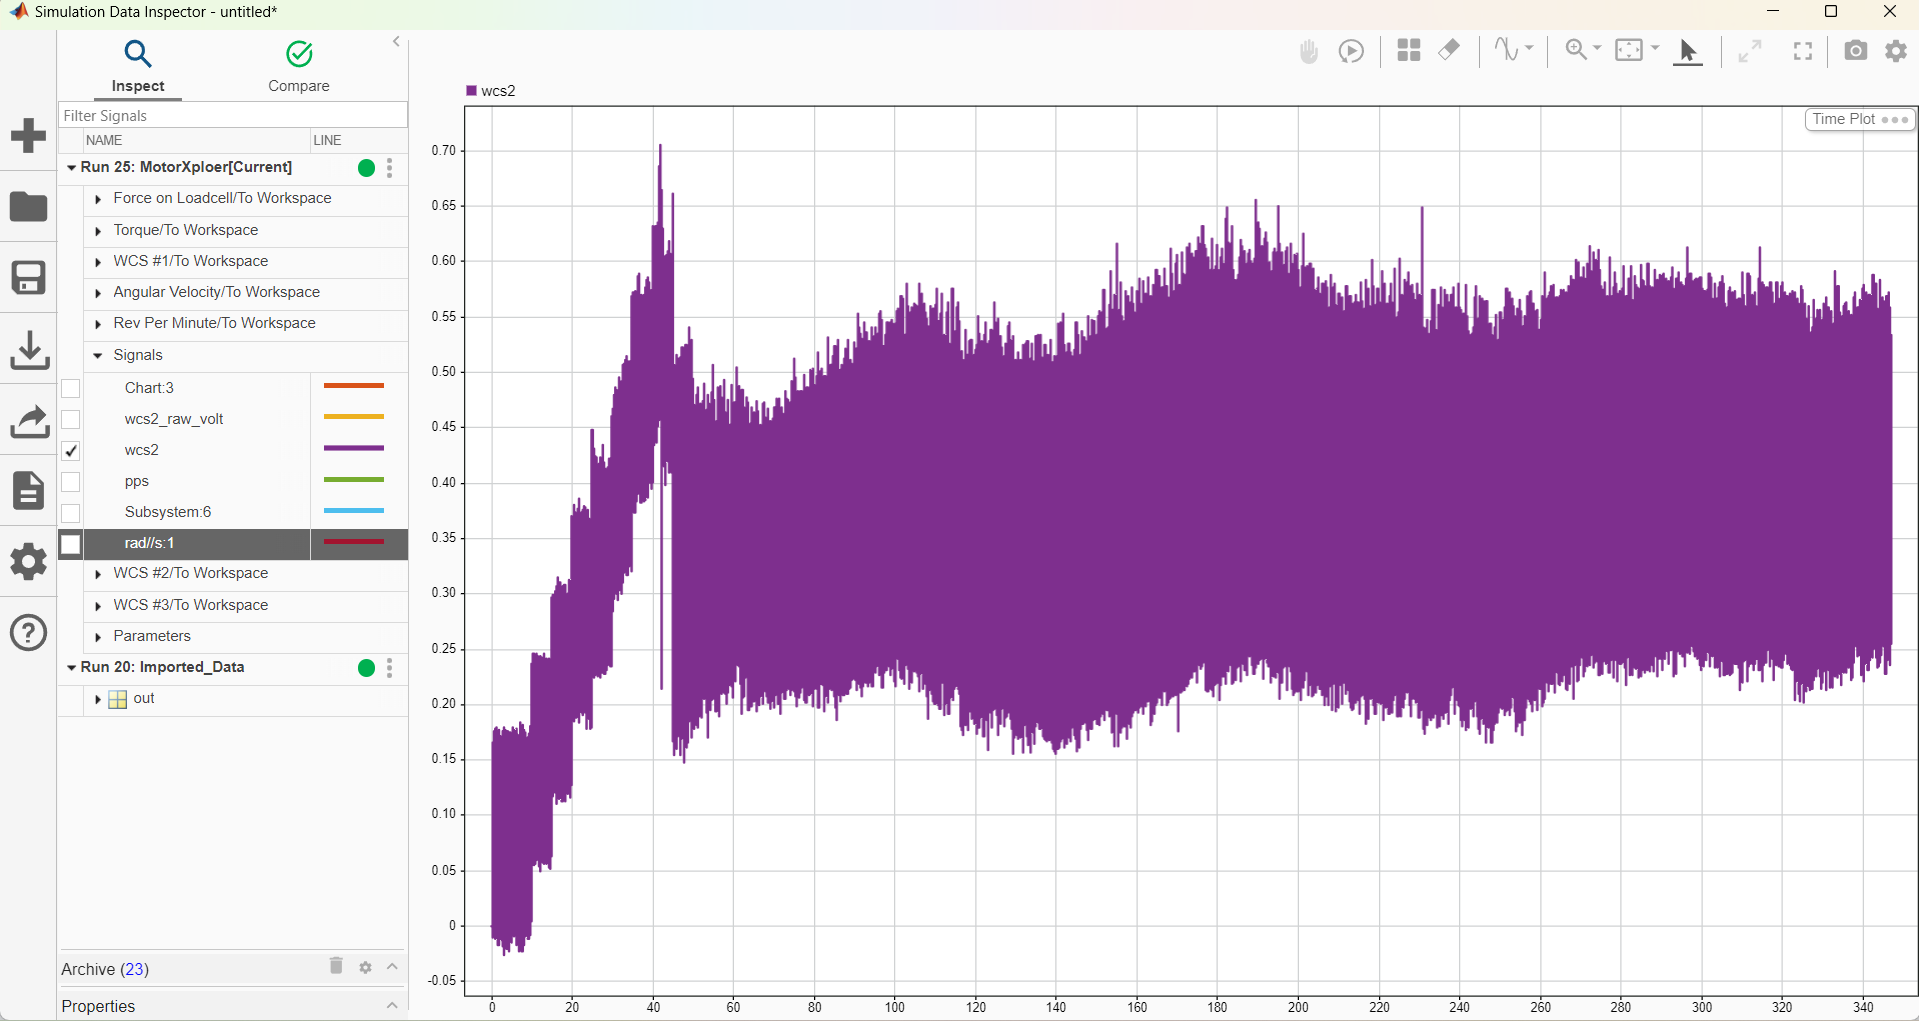 Simulation Data Inspector - untitled*
Inspect
Compare
Filter Signals
NAME
LINE
Run 25: MotorXploer[Current]
Force on Loadcell/To Workspace
Torque/To Workspace
WCS #1/To Workspace
Angular Velocity/To Workspace
Rev Per Minute/To Workspace
Signals
Chart:3
wcs2_raw_volt
wcs2
pps
Subsystem:6
rad//s:1
WCS #2/To Workspace
WCS #3/To Workspace
Parameters
Run 20: Imported_Data
out
Archive (23)
Properties
wcs2
Time Plot
0.70
0.65
0.60
0.55
0.50
0.45
0.40
0.35
0.30
0.25
0.20
0.15
0.10
0.05
0
-0.05
0 20 40 60 80 100 120 140 160 180 200 220 240 260 280 300 320 340